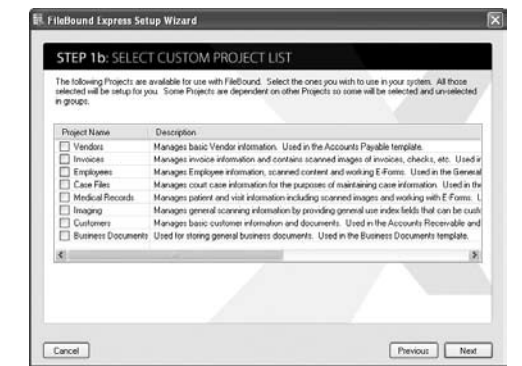 FileBound Express Setup Wizard
STEP 1b: SELECT CUSTOM PROJECT LIST
The following Projects are available for use with FileBound. Select the ones you wish to use in your system. All those
selected will be setup for you. Some Projects are dependent on other Projects so some will be selected and un-selected
in groups.
Project Name Description
Vendors Manages basic Vendor information. Used in the Accounts Payable template.
Invoices Manages invoice information and contains scanned images of invoices, checks, etc. Used in
Employees Manages Employee information, scanned content and working E-Forms. Used in the General
Case Files Manages court case information for the purposes of maintaining case information. Used in the
Medical Records Manages patient and visit information including scanned images and working with E-Forms. U
Imaging Manages general scanning information by providing general use index fields that can be cust
Customers Manages basic customer information and documents. Used in the Accounts Receivable and
Business Documents Used for storing general business documents. Used in the Business Documents template.
Cancel Previous Next